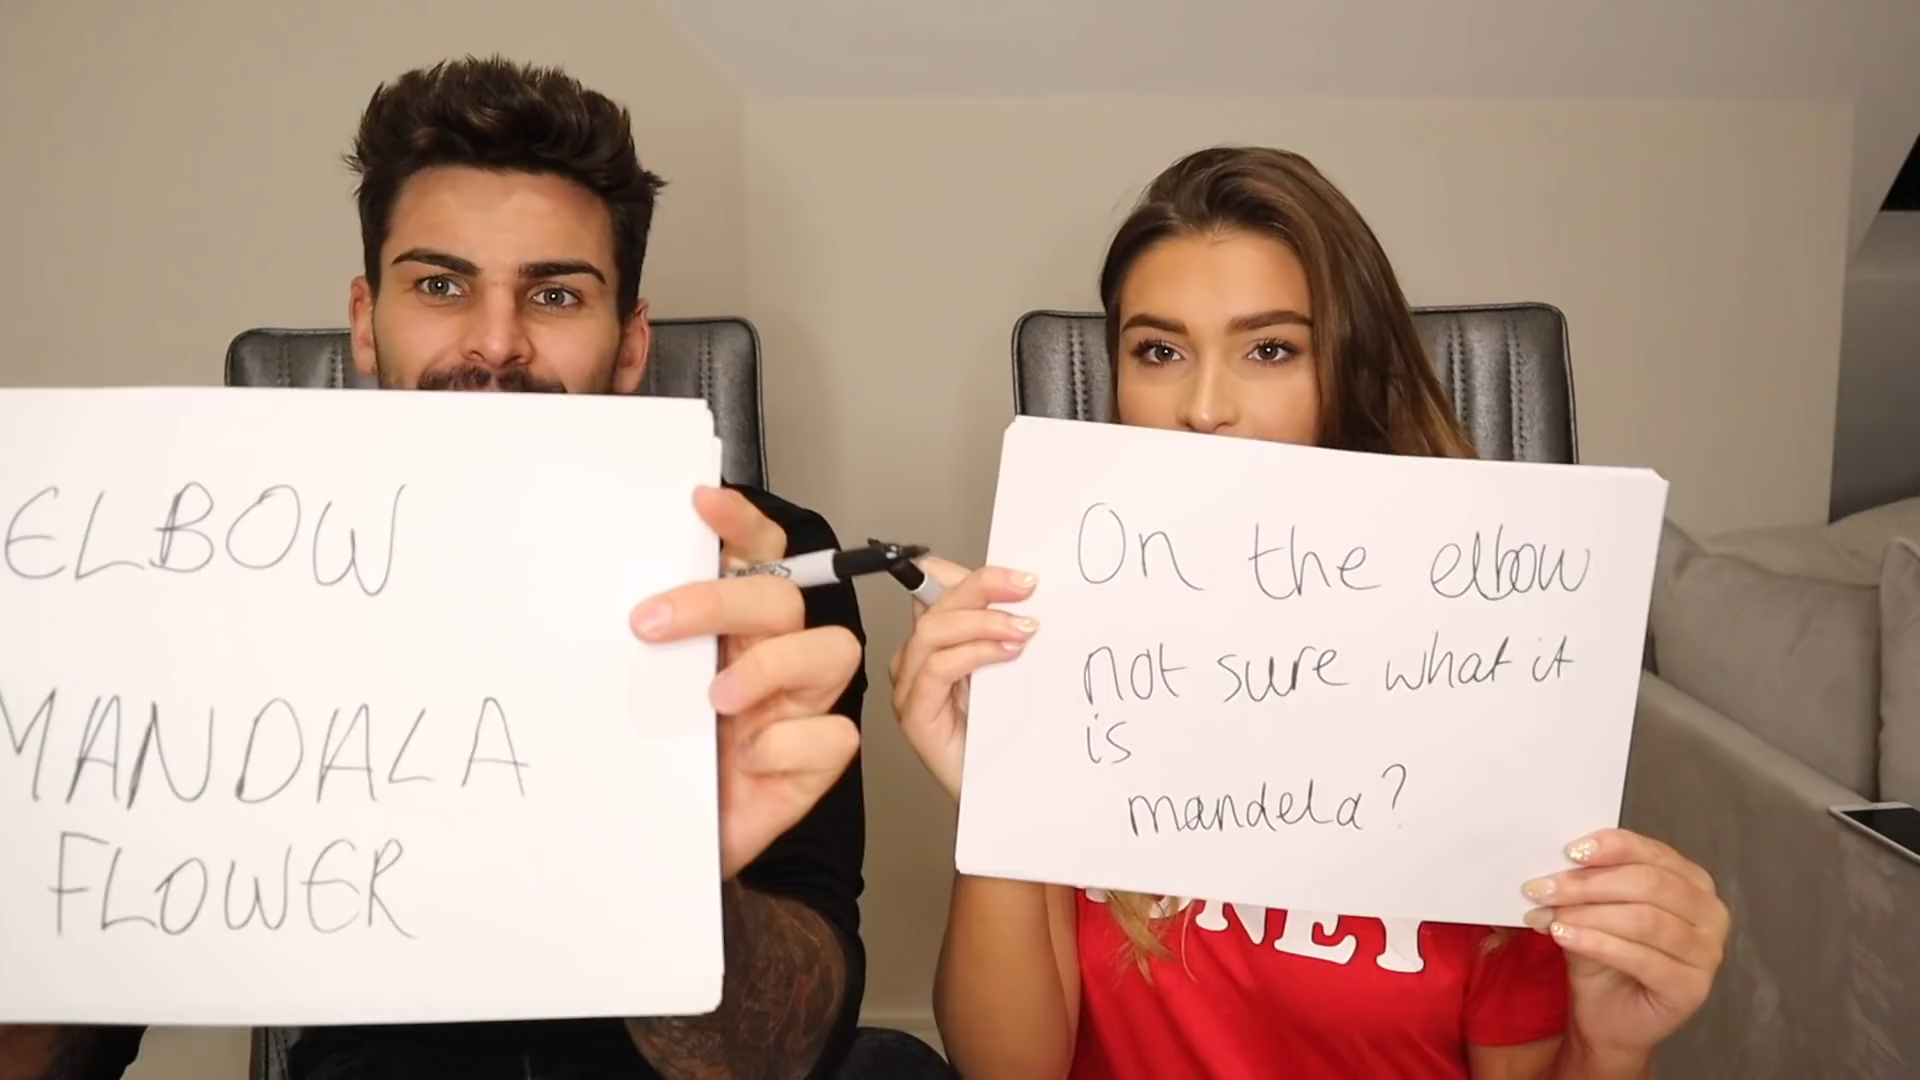 ELBOW
MANDALA
FLOWER
On the elbow
not sure what it
is
mandela?